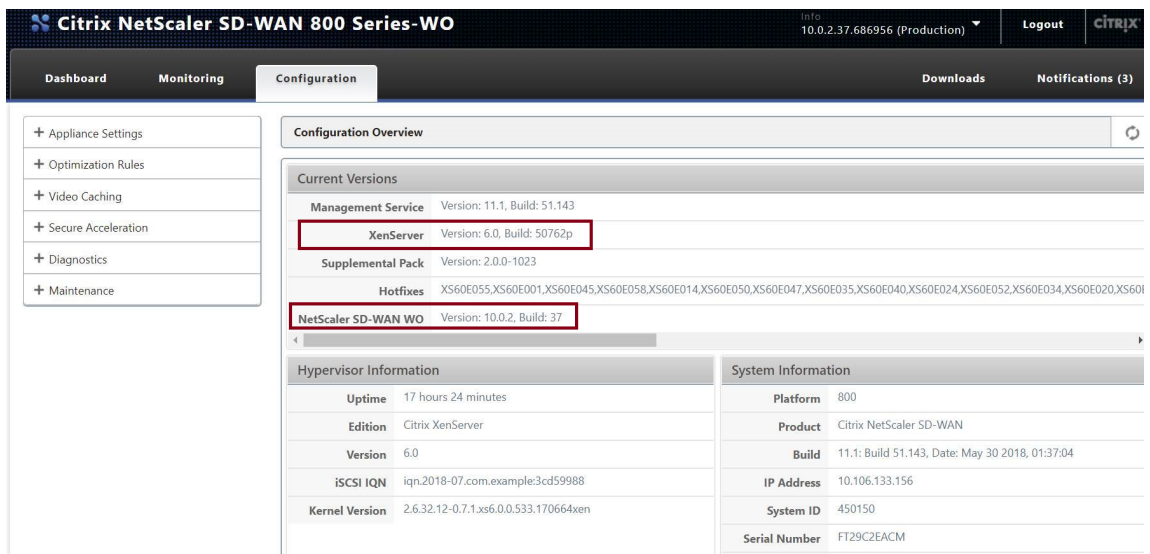 Citrix NetScaler SD-WAN 800 Series-WO
Info
10.0.2.37.686956 (Production)
Logout
CITRIX
Dashboard Monitoring Configuration Downloads Notifications (3)
+ Appliance Settings
+ Optimization Rules
+ Video Caching
+ Secure Acceleration
+ Diagnostics
+ Maintenance
Configuration Overview
Current Versions
Management Service Version: 11.1, Build: 51.143
XenServer Version: 6.0, Build: 50762p
Supplemental Pack Version: 2.0.0-1023
Hotfixes XS60E055,XS60E001,XS60E045,XS60E058,XS60E014,XS60E050,XS60E047,XS60E035,XS60E040,XS60E024,XS60E052,XS60E034,XS60E020,XS60E
NetScaler SD-WAN WO Version: 10.0.2, Build: 37
Hypervisor Information
Uptime 17 hours 24 minutes
Edition Citrix XenServer
Version 6.0
iSCSI IQN iqn.2018-07.com.example:3cd59988
Kernel Version 2.6.32.12-0.7.1.xs6.0.0.533.170664xen
System Information
Platform 800
Product Citrix NetScaler SD-WAN
Build 11.1: Build 51.143, Date: May 30 2018, 01:37:04
IP Address 10.106.133.156
System ID 450150
Serial Number FT29C2EACM